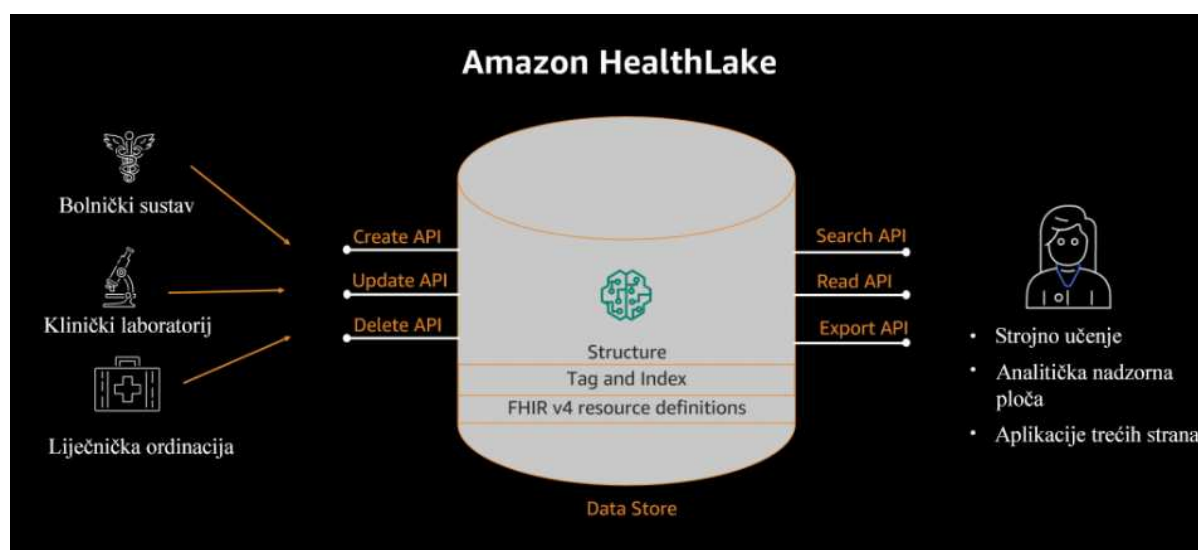 Amazon HealthLake
Bolnički sustav
Klinički laboratorij
Liječnička ordinacija
Create API
Update API
Delete API
Structure
Tag and Index
FHIR v4 resource definitions
Data Store
Search API
Read API
Export API
• Strojno učenje
• Analitička nadzorna
ploča
• Aplikacije trećih strana